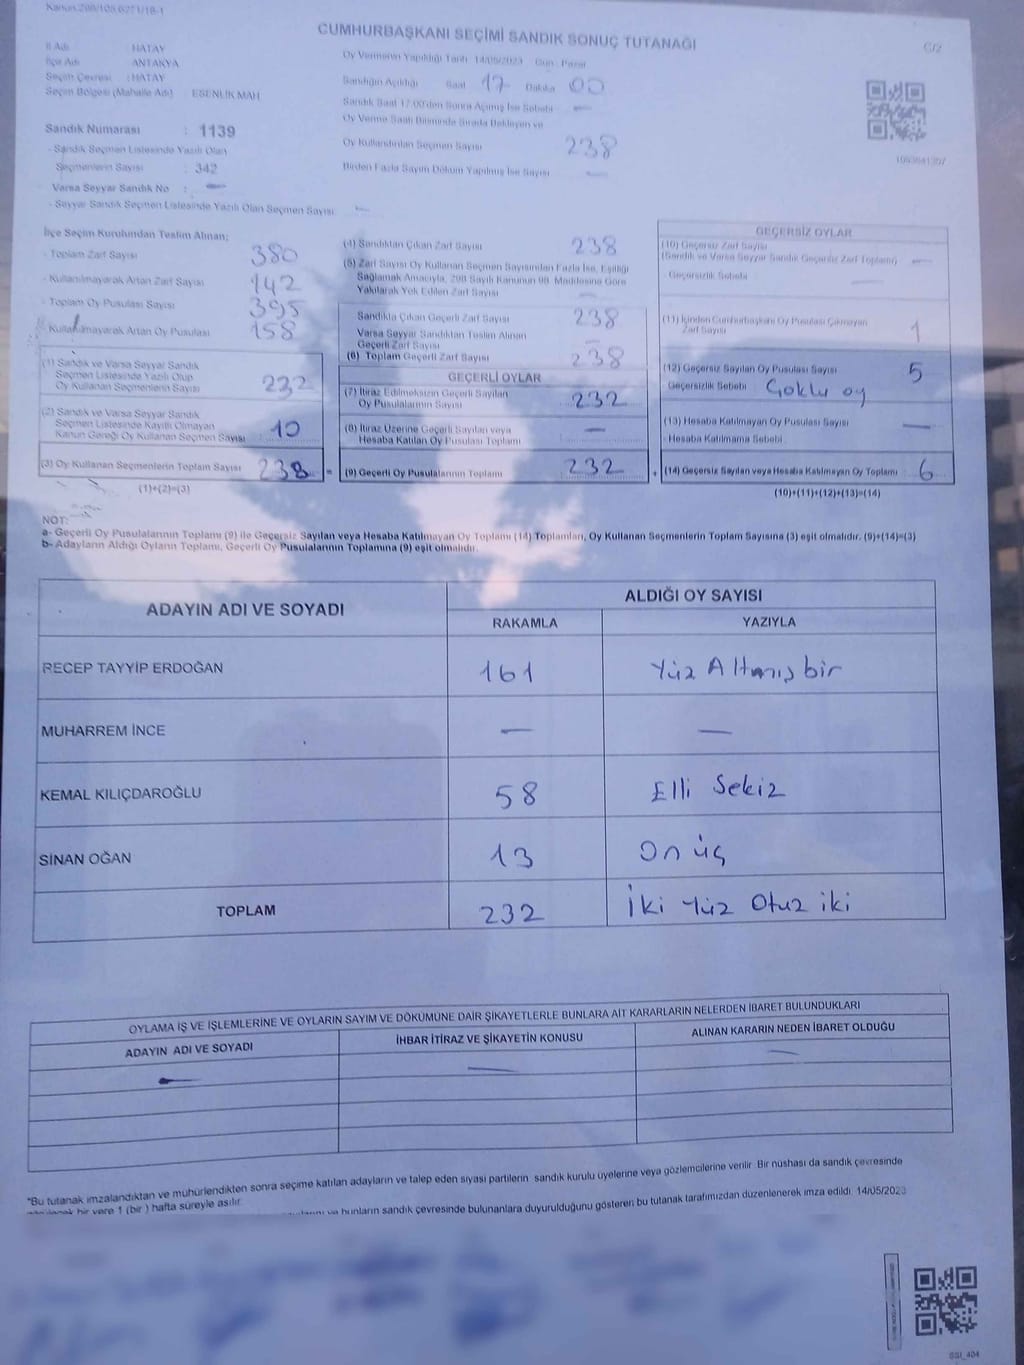 Kanun:298/105.6271/18-1
CUMHURBAŞKANI SEÇİMİ SANDIK SONUÇ TUTANAĞI
C/2
İl Adı : HATAY
İlçe Adı : ANTAKYA
Seçim Çevresi : HATAY
Seçim Bölgesi (Mahalle Adı) : ESENLİK MAH
Sandık Numarası : 1139
- Sandık Seçmen Listesinde Yazılı Olan
Seçmenlerin Sayısı : 342
Varsa Seyyar Sandık No : —
- Seyyar Sandık Seçmen Listesinde Yazılı Olan Seçmen Sayısı: —
Oy Vermenin Yapıldığı Tarih 14/05/2023 Gün : Pazar
Sandığın Açıldığı Saat 17 Dakika 00
Sandık Saat 17:00'den Sonra Açılmış İse Sebebi —
Oy Verme Saati Bitiminde Sırada Bekleyen ve
Oy Kullandırılan Seçmen Sayısı 238
Birden Fazla Sayım Döküm Yapılmış İse Sayısı —
İlçe Seçim Kurulundan Teslim Alınan;
- Toplam Zarf Sayısı 380
- Kullanılmayarak Artan Zarf Sayısı 142
- Toplam Oy Pusulası Sayısı 395
- Kullanılmayarak Artan Oy Pusulası 158
(1) Sandık ve Varsa Seyyar Sandık
Seçmen Listesinde Yazılı Olup
Oy Kullanan Seçmenlerin Sayısı 232
(2) Sandık ve Varsa Seyyar Sandık
Seçmen Listesinde Kayıtlı Olmayan
Kanun Gereği Oy Kullanan Seçmen Sayısı 10
(3) Oy Kullanan Seçmenlerin Toplam Sayısı 238 =
(1)+(2)=(3)
(4) Sandıktan Çıkan Zarf Sayısı 238
(5) Zarf Sayısı Oy Kullanan Seçmen Sayısından Fazla İse, Eşitliği
Sağlamak Amacıyla, 298 Sayılı Kanunun 98. Maddesine Göre
Yakılarak Yok Edilen Zarf Sayısı —
Sandıkta Çıkan Geçerli Zarf Sayısı 238
Varsa Seyyar Sandıktan Teslim Alınan
Geçerli Zarf Sayısı —
(6) Toplam Geçerli Zarf Sayısı 238
GEÇERLİ OYLAR
(7) İtiraz Edilmeksizin Geçerli Sayılan
Oy Pusulalarının Sayısı 232
(8) İtiraz Üzerine Geçerli Sayılan veya
Hesaba Katılan Oy Pusulası Toplamı —
(9) Geçerli Oy Pusulalarının Toplamı 232 +
GEÇERSİZ OYLAR
(10) Geçersiz Zarf Sayısı
(Sandık ve Varsa Seyyar Sandık Geçersiz Zarf Toplamı) —
- Geçersizlik Sebebi —
(11) İçinden Cumhurbaşkanı Oy Pusulası Çıkmayan
Zarf Sayısı 1
(12) Geçersiz Sayılan Oy Pusulası Sayısı 5
Geçersizlik Sebebi : Çoklu oy
(13) Hesaba Katılmayan Oy Pusulası Sayısı —
- Hesaba Katılmama Sebebi
(14) Geçersiz Sayılan veya Hesaba Katılmayan Oy Toplamı 6
(10)+(11)+(12)+(13)=(14)
NOT:
a- Geçerli Oy Pusulalarının Toplamı (9) ile Geçersiz Sayılan veya Hesaba Katılmayan Oy Toplamı (14) Toplamları, Oy Kullanan Seçmenlerin Toplam Sayısına (3) eşit olmalıdır. (9)+(14)=(3)
b- Adayların Aldığı Oyların Toplamı, Geçerli Oy Pusulalarının Toplamına (9) eşit olmalıdır.
ADAYIN ADI VE SOYADI
ALDIĞI OY SAYISI
RAKAMLA YAZIYLA
RECEP TAYYİP ERDOĞAN 161 Yüz Altmış bir
MUHARREM İNCE — —
KEMAL KILIÇDAROĞLU 58 Elli Sekiz
SİNAN OĞAN 13 On üç
TOPLAM 232 İki Yüz Otuz iki
OYLAMA İŞ VE İŞLEMLERİNE VE OYLARIN SAYIM VE DÖKÜMÜNE DAİR ŞİKAYETLERLE BUNLARA AİT KARARLARIN NELERDEN İBARET BULUNDUKLARI
ADAYIN ADI VE SOYADI İHBAR İTİRAZ VE ŞİKAYETİN KONUSU ALINAN KARARIN NEDEN İBARET OLDUĞU
— — —
*Bu tutanak imzalandıktan ve mühürlendikten sonra seçime katılan adayların ve talep eden siyasi partilerin sandık kurulu üyelerine veya gözlemcilerine verilir. Bir nüshası da sandık çevresinde
bir yere 1 (bir) hafta süreyle asılır.
ve bunların sandık çevresinde bulunanlara duyurulduğunu gösteren bu tutanak tarafımızdan düzenlenerek imza edildi. 14/05/2023
GSI_404